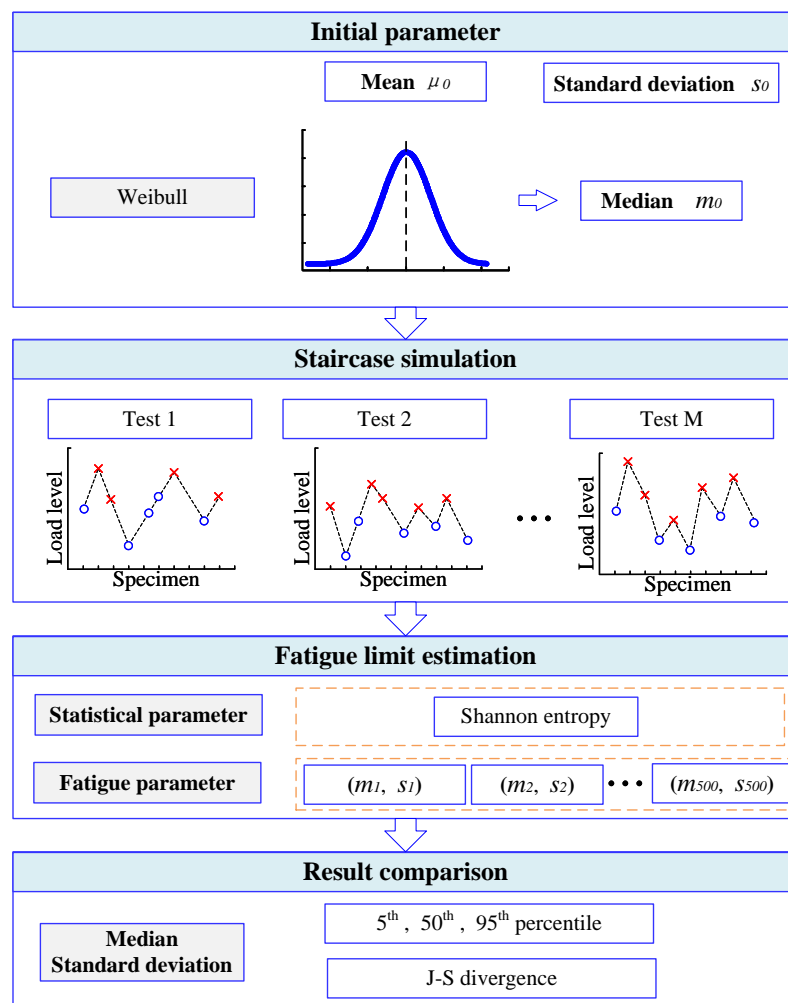 Initial parameter
Mean μ0
Standard deviation s0
Weibull
Median m0
Staircase simulation
Test 1
Test 2
Test M
Load level
Specimen
Load level
Specimen
Load level
Specimen
Fatigue limit estimation
Statistical parameter
Shannon entropy
Fatigue parameter
(m1, s1)
(m2, s2)
•••
(m500, s500)
Result comparison
Median
Standard deviation
5th , 50th , 95th percentile
J-S divergence